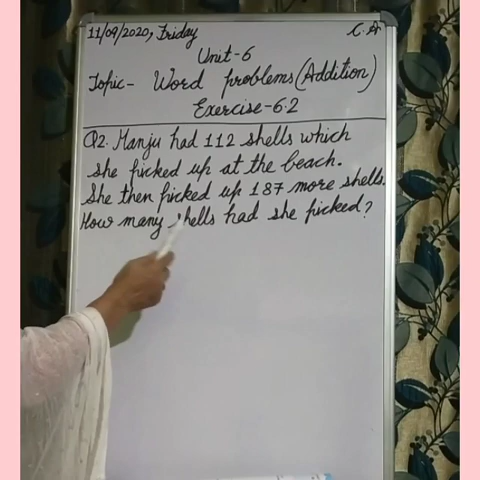 11/09/2020, Friday C.A
Unit-6
Topic- Word problems (Addition)
Exercise-6.2
Q2. Manju had 112 shells which
she picked up at the beach.
She then picked up 187 more shells.
How many shells had she picked?